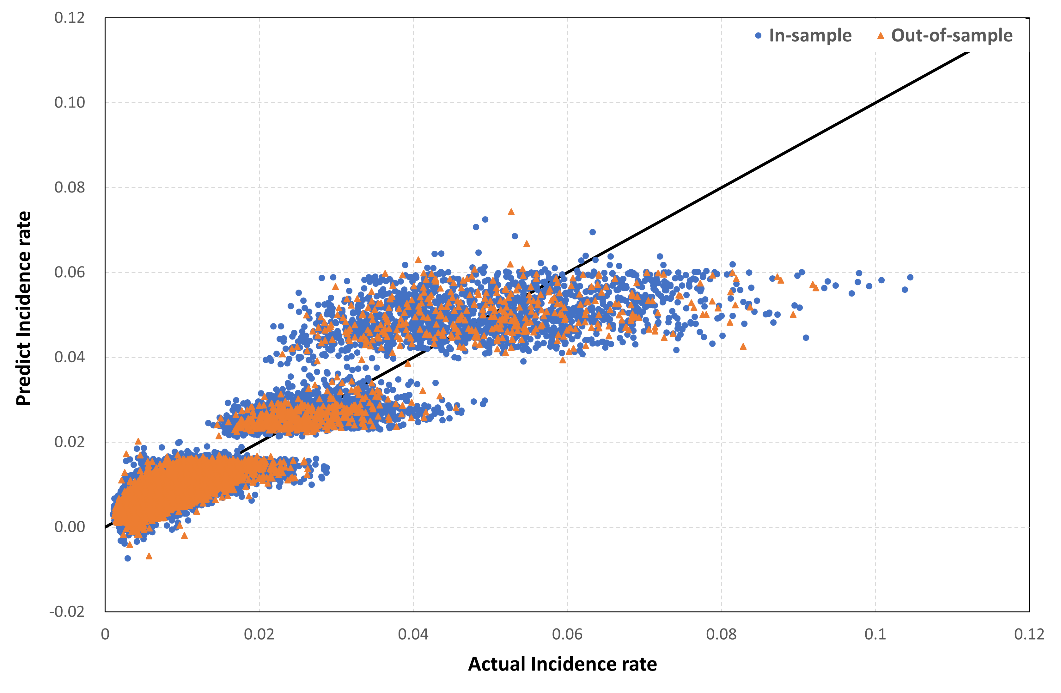 0.12
In-sample
Out-of-sample
0.10
0.08
0.06
0.04
0.02
0.00
-0.02
Predict Incidence rate
0 0.02 0.04 0.06 0.08 0.1 0.12
Actual Incidence rate